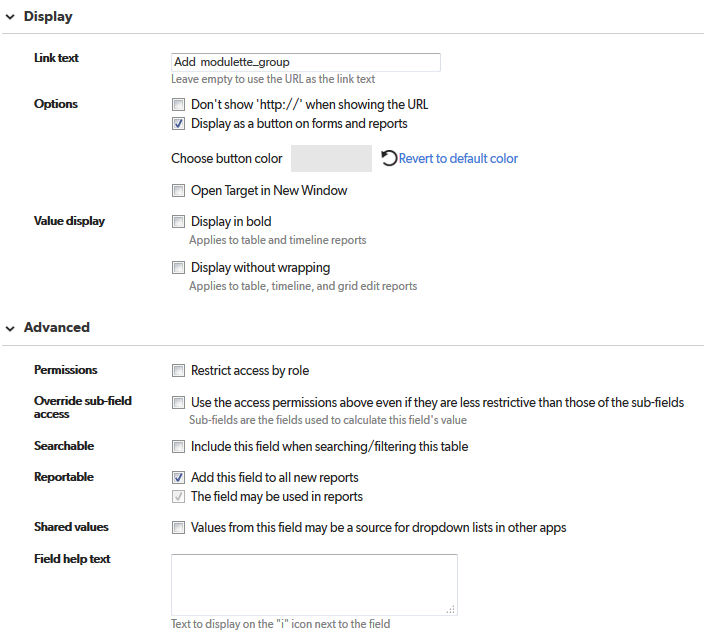 Display
Link text
Add modulette_group
Leave empty to use the URL as the link text
Options
Don't show 'http://' when showing the URL
Display as a button on forms and reports
Choose button color
Revert to default color
Open Target in New Window
Value display
Display in bold
Applies to table and timeline reports
Display without wrapping
Applies to table, timeline, and grid edit reports
Advanced
Permissions
Restrict access by role
Override sub-field
access
Use the access permissions above even if they are less restrictive than those of the sub-fields
Sub-fields are the fields used to calculate this field's value
Searchable
Include this field when searching/filtering this table
Reportable
Add this field to all new reports
The field may be used in reports
Shared values
Values from this field may be a source for dropdown lists in other apps
Field help text
Text to display on the "i" icon next to the field